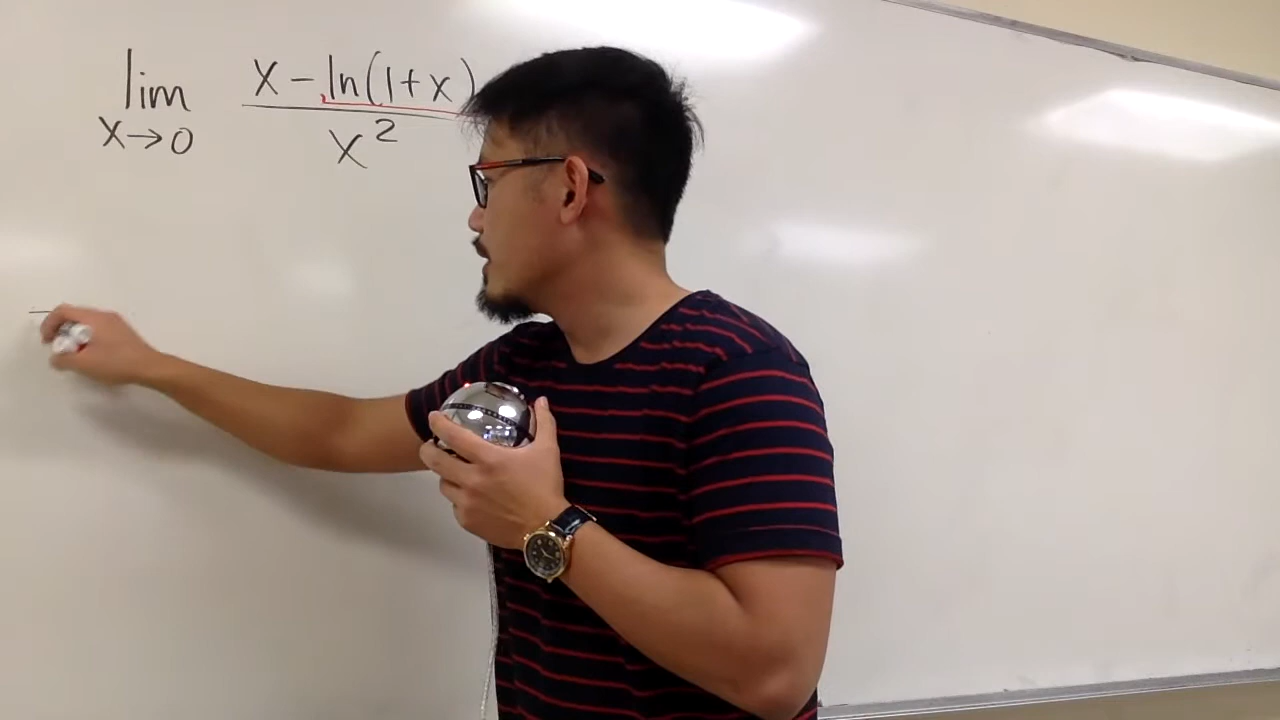 lim x - ln(1+x)
x→0 x²